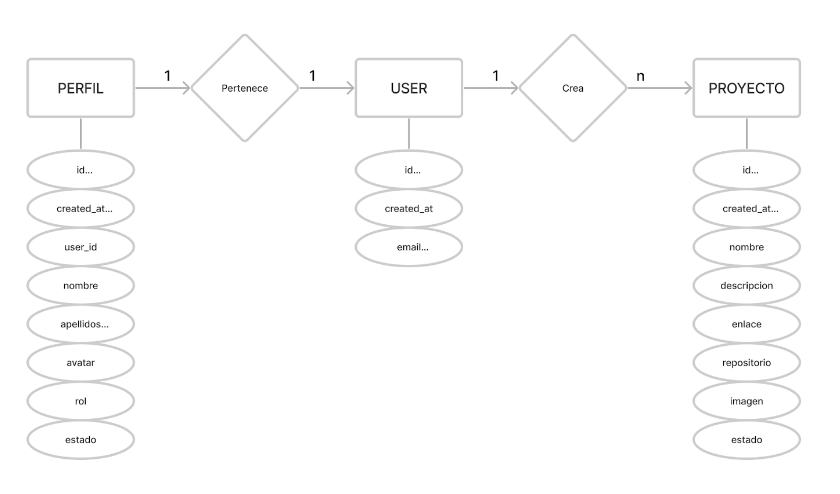 PERFIL
1
Pertenece
1
USER
1
Crea
n
PROYECTO
id...
created_at...
user_id
nombre
apellidos...
avatar
rol
estado
id...
created_at
email...
id...
created_at...
nombre
descripcion
enlace
repositorio
imagen
estado